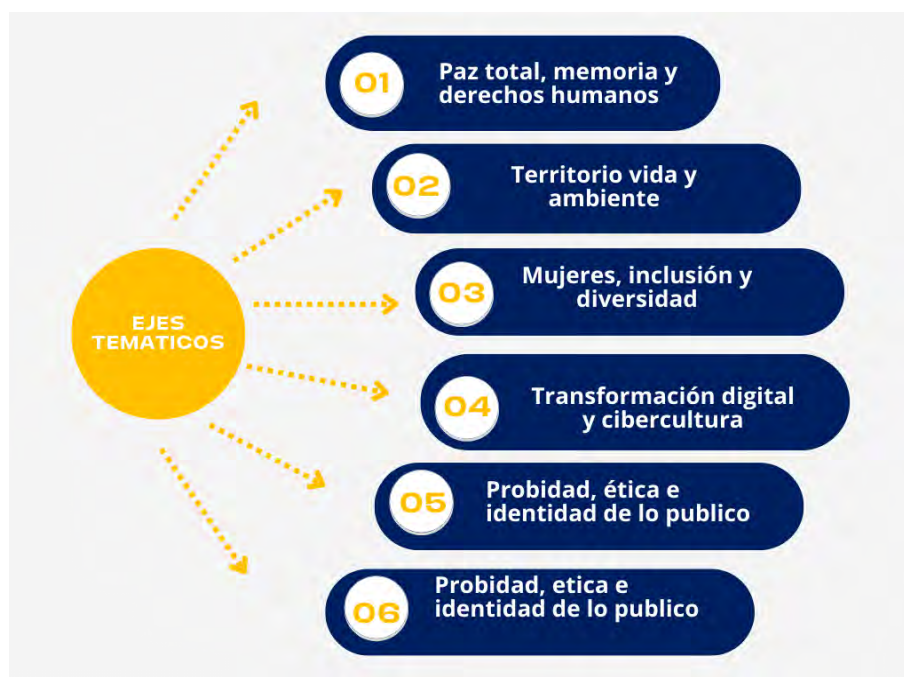 01
Paz total, memoria y
derechos humanos
02
Territorio vida y
ambiente
03
Mujeres, inclusión y
diversidad
EJES
TEMATICOS
04
Transformación digital
y cibercultura
05
Probidad, ética e
identidad de lo publico
06
Probidad, etica e
identidad de lo publico